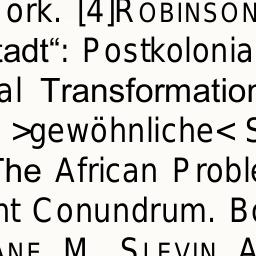 ork. [4]ROBINSON
tadt“: Postkolonia
al Transformation
>gewöhnliche< S
The African Proble
nt Conundrum. Bo
ANE M. SLEVIN A